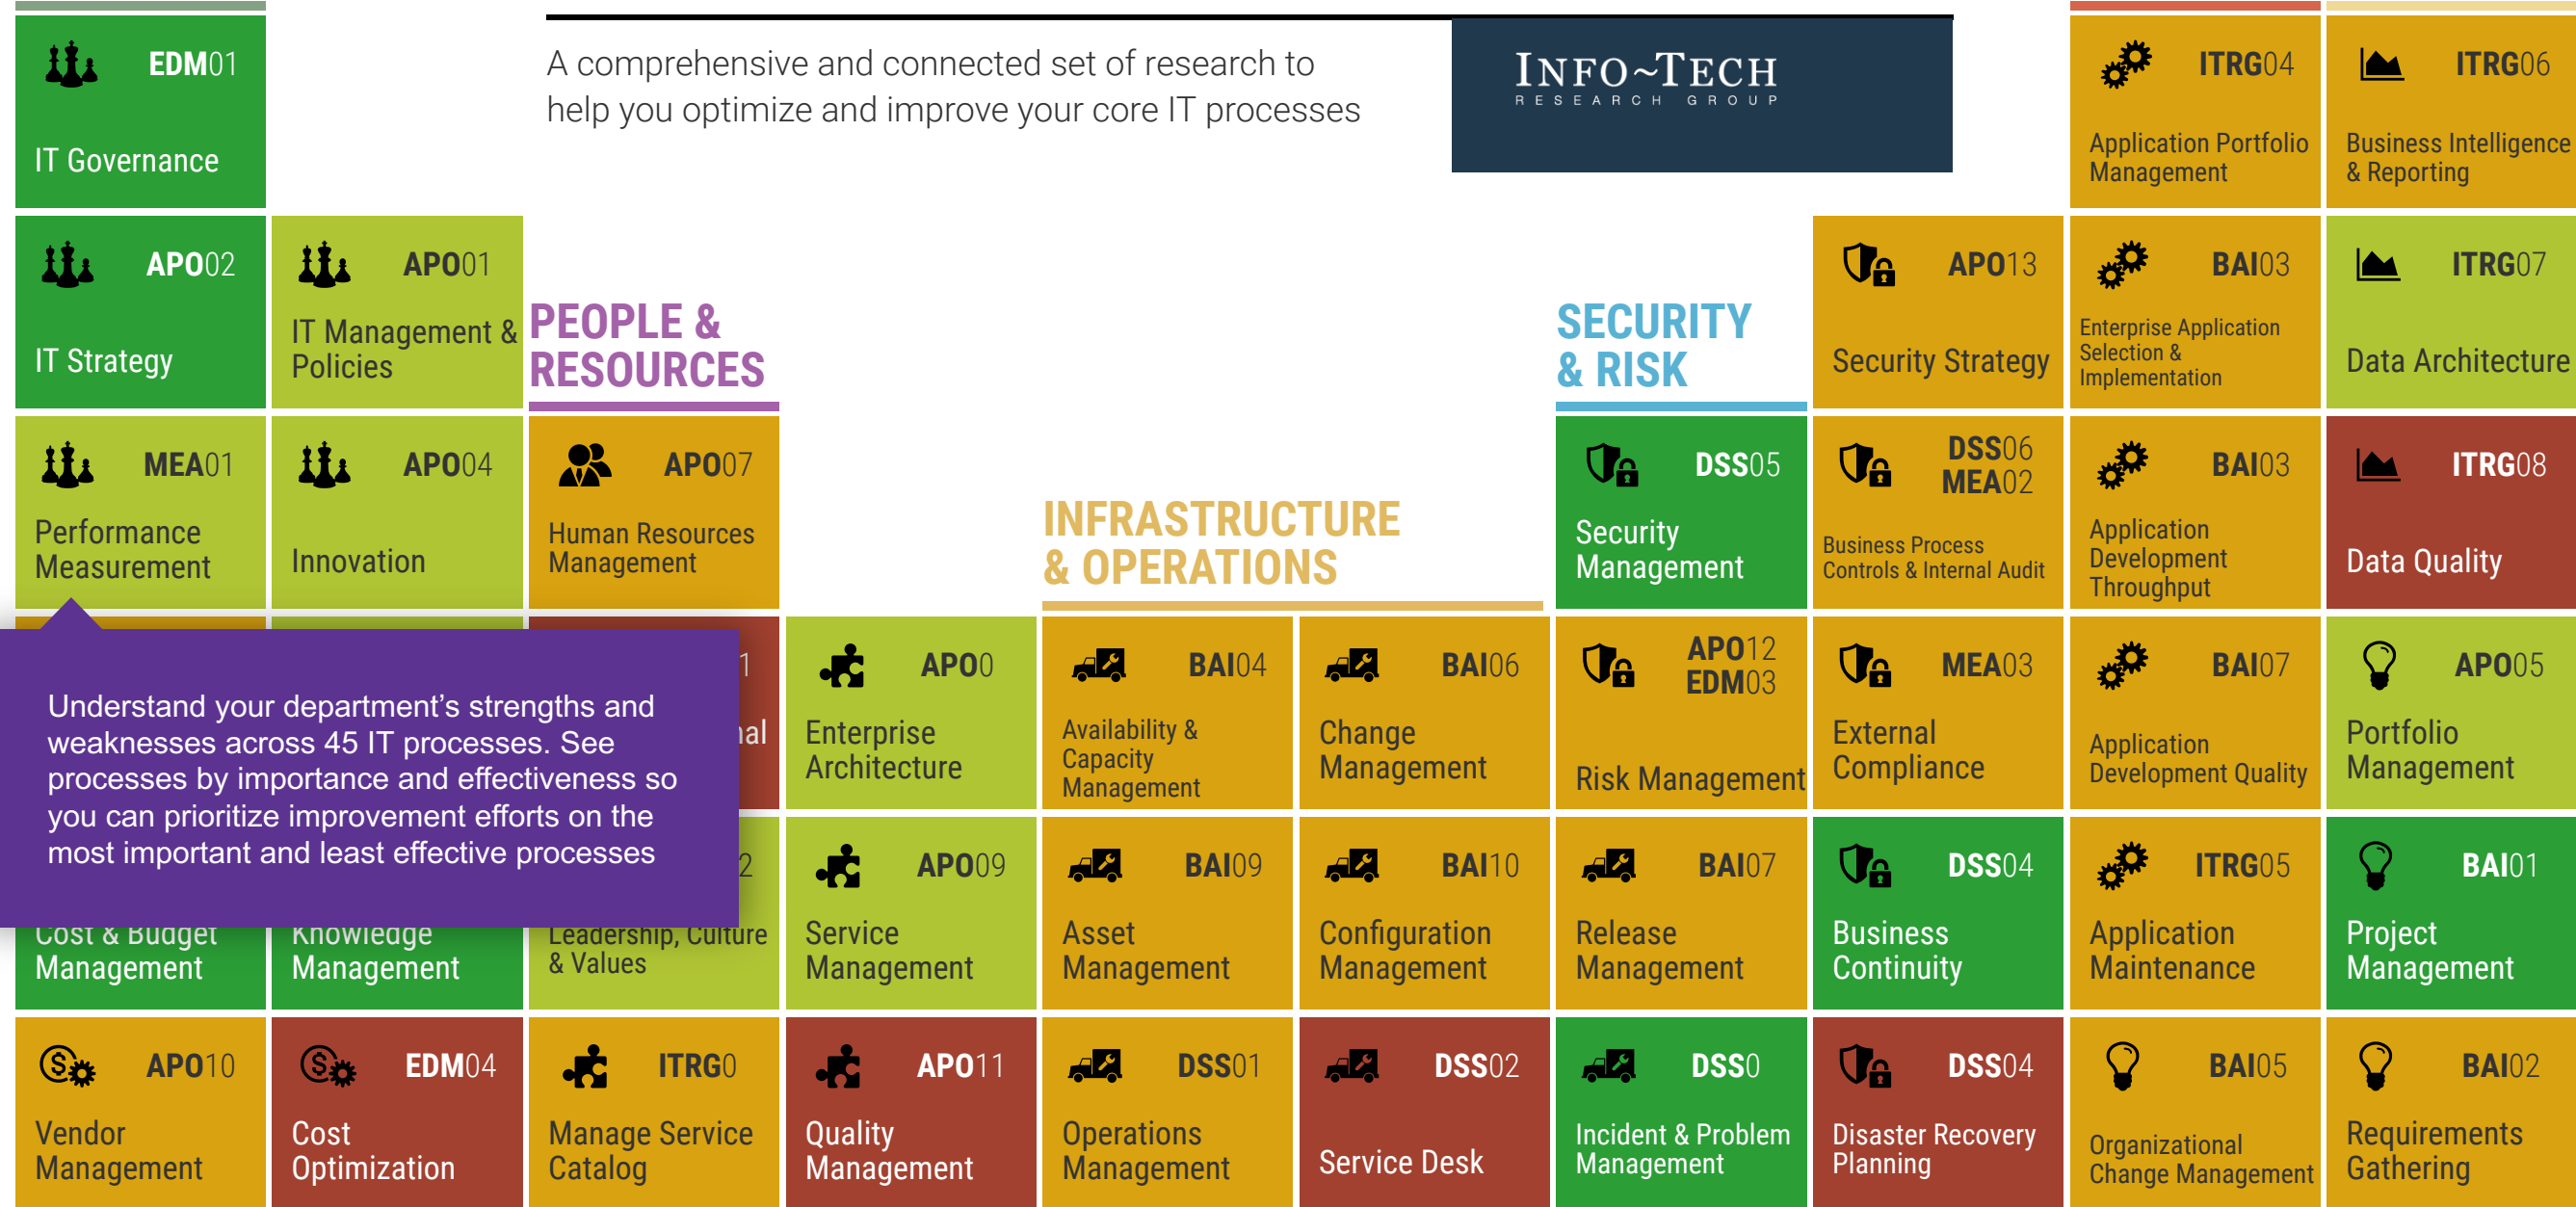 EDM01
IT Governance
A comprehensive and connected set of research to
help you optimize and improve your core IT processes
INFO~TECH
RESEARCH GROUP
ITRG04
Application Portfolio
Management
ITRG06
Business Intelligence
& Reporting
APO02
IT Strategy
APO01
IT Management &
Policies
PEOPLE &
RESOURCES
SECURITY
& RISK
APO13
Security Strategy
BAI03
Enterprise Application
Selection &
Implementation
ITRG07
Data Architecture
MEA01
Performance
Measurement
APO04
Innovation
APO07
Human Resources
Management
INFRASTRUCTURE
& OPERATIONS
DSS05
Security
Management
DSS06
MEA02
Business Process
Controls & Internal Audit
BAI03
Application
Development
Throughput
ITRG08
Data Quality
Understand your department's strengths and
weaknesses across 45 IT processes. See
processes by importance and effectiveness so
you can prioritize improvement efforts on the
most important and least effective processes
1
nal
APO0
Enterprise
Architecture
BAI04
Availability &
Capacity
Management
BAI06
Change
Management
APO12
EDM03
Risk Management
MEA03
External
Compliance
BAI07
Application
Development Quality
APO05
Portfolio
Management
Cost & Budget
Management
Knowledge
Management
2
Leadership, Culture
& Values
APO09
Service
Management
BAI09
Asset
Management
BAI10
Configuration
Management
BAI07
Release
Management
DSS04
Business
Continuity
ITRG05
Application
Maintenance
BAI01
Project
Management
APO10
Vendor
Management
EDM04
Cost
Optimization
ITRG0
Manage Service
Catalog
APO11
Quality
Management
DSS01
Operations
Management
DSS02
Service Desk
DSS0
Incident & Problem
Management
DSS04
Disaster Recovery
Planning
BAI05
Organizational
Change Management
BAI02
Requirements
Gathering